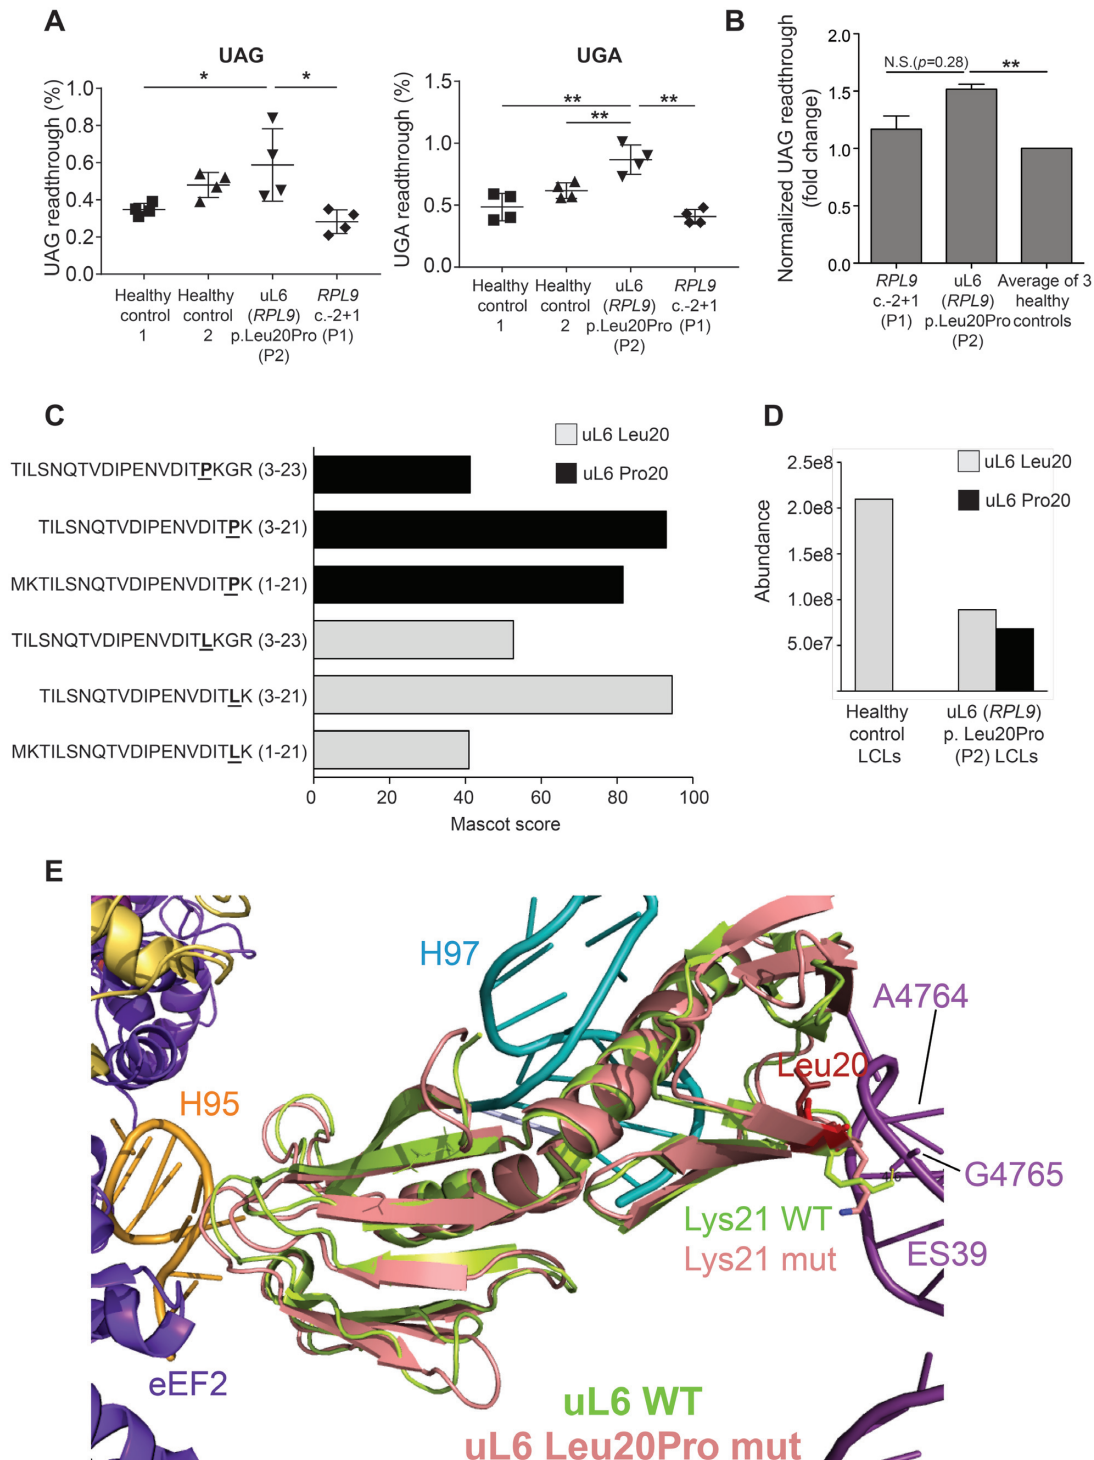 A
UAG
*
*
UAG readthrough (%)
1.0
0.8
0.6
0.4
0.2
0.0
Healthy control 1
Healthy control 2
uL6 (RPL9) p.Leu20Pro (P2)
RPL9 c.-2+1 (P1)
UGA
**
**
**
UGA readthrough (%)
1.5
1.0
0.5
0.0
Healthy control 1
Healthy control 2
uL6 (RPL9) p.Leu20Pro (P2)
RPL9 c.-2+1 (P1)
B
Normalized UAG readthrough
(fold change)
2.0
1.5
1.0
0.5
0.0
N.S.(p=0.28)
**
RPL9 c.-2+1 (P1)
uL6 (RPL9) p.Leu20Pro (P2)
Average of 3 healthy controls
C
uL6 Leu20
uL6 Pro20
TILSNQTVDIPENVDITPKGR (3-23)
TILSNQTVDIPENVDITPK (3-21)
MKTILSNQTVDIPENVDITPK (1-21)
TILSNQTVDIPENVDITLKGR (3-23)
TILSNQTVDIPENVDITLK (3-21)
MKTILSNQTVDIPENVDITLK (1-21)
0 20 40 60 80 100
Mascot score
D
uL6 Leu20
uL6 Pro20
Abundance
2.5e8
2.0e8
1.5e8
1.0e8
5.0e7
Healthy control LCLs
uL6 (RPL9) p. Leu20Pro (P2) LCLs
E
H97
A4764
Leu20
H95
G4765
Lys21 WT
Lys21 mut
ES39
eEF2
uL6 WT
uL6 Leu20Pro mut